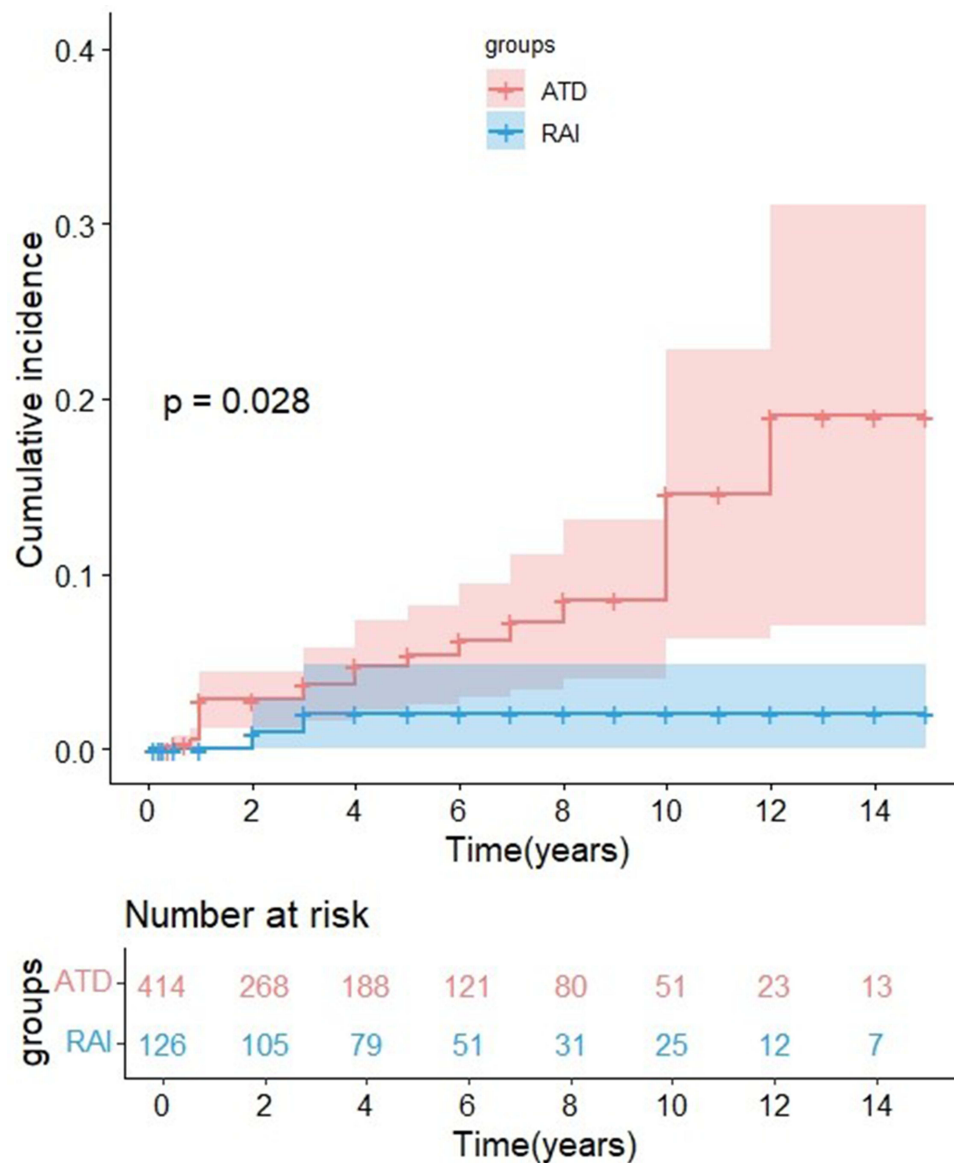 groups
ATD
RAI
0.4
0.3
0.2
0.1
0.0
Cumulative incidence
p = 0.028
0 2 4 6 8 10 12 14
Time(years)
Number at risk
groups
ATD 414 268 188 121 80 51 23 13
RAI 126 105 79 51 31 25 12 7
0 2 4 6 8 10 12 14
Time(years)